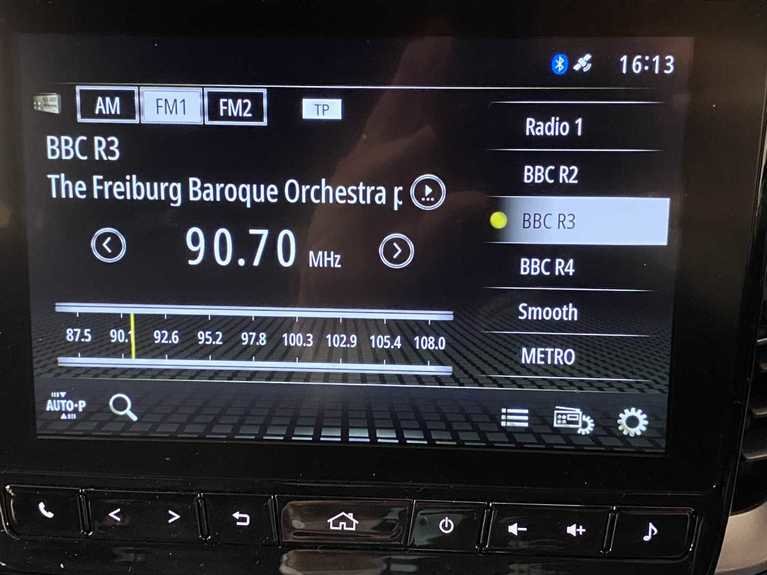 16:13
AM FM1 FM2 TP
BBC R3
The Freiburg Baroque Orchestra p
90.70 MHz
87.5 90.1 92.6 95.2 97.8 100.3 102.9 105.4 108.0
Radio 1
BBC R2
BBC R3
BBC R4
Smooth
METRO
AUTO·P